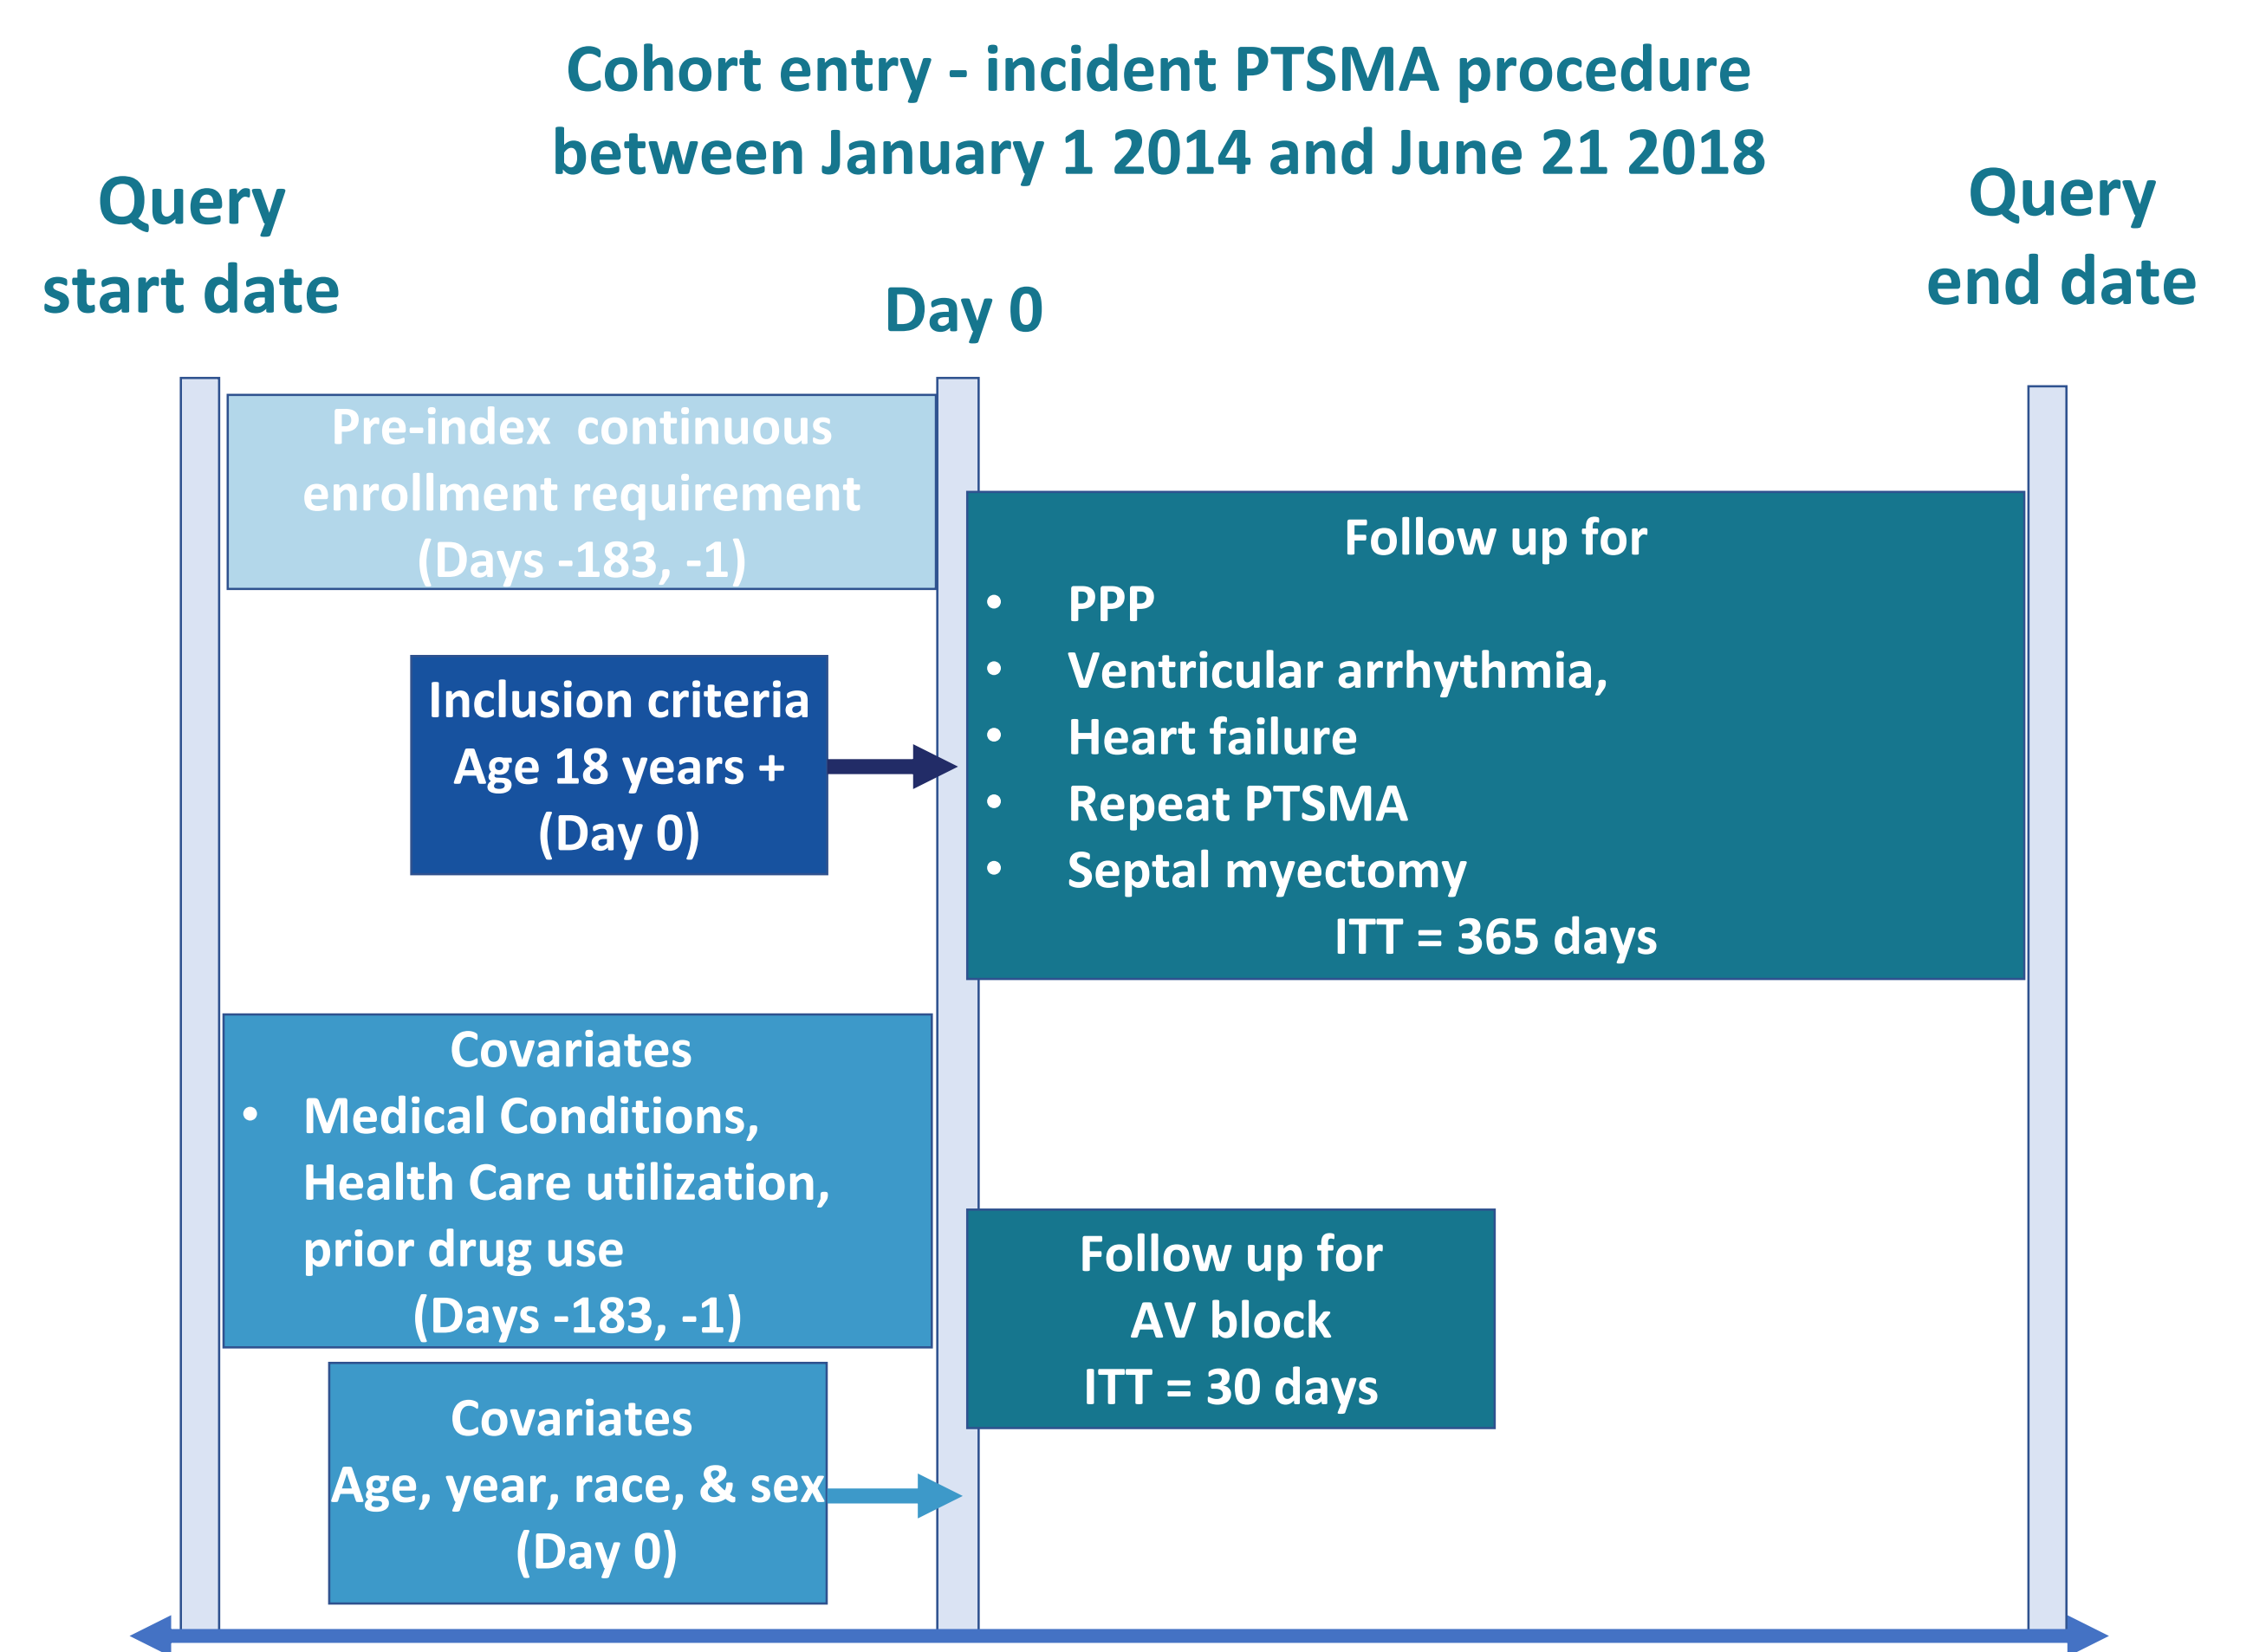 Cohort entry - incident PTSMA procedure
between January 1 2014 and June 21 2018
Query
start date
Day 0
Query
end date
Pre-index  continuous
enrollment requirement
(Days -183, -1)
Inclusion criteria
Age 18 years +
(Day 0)
Follow up for
• PPP
• Ventricular arrhythmia,
• Heart failure
• Repeat PTSMA
• Septal myectomy
ITT = 365 days
Covariates
• Medical Conditions,
Health Care utilization,
prior drug use
(Days -183, -1)
Follow up for
AV block
ITT = 30 days
Covariates
Age, year, race, & sex
(Day 0)